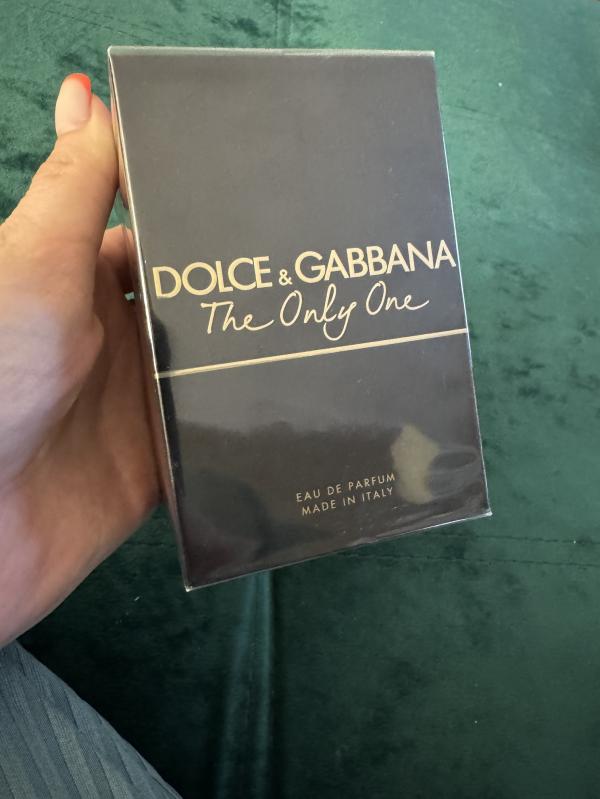 DOLCE & GABBANA
The Only One
EAU DE PARFUM
MADE IN ITALY